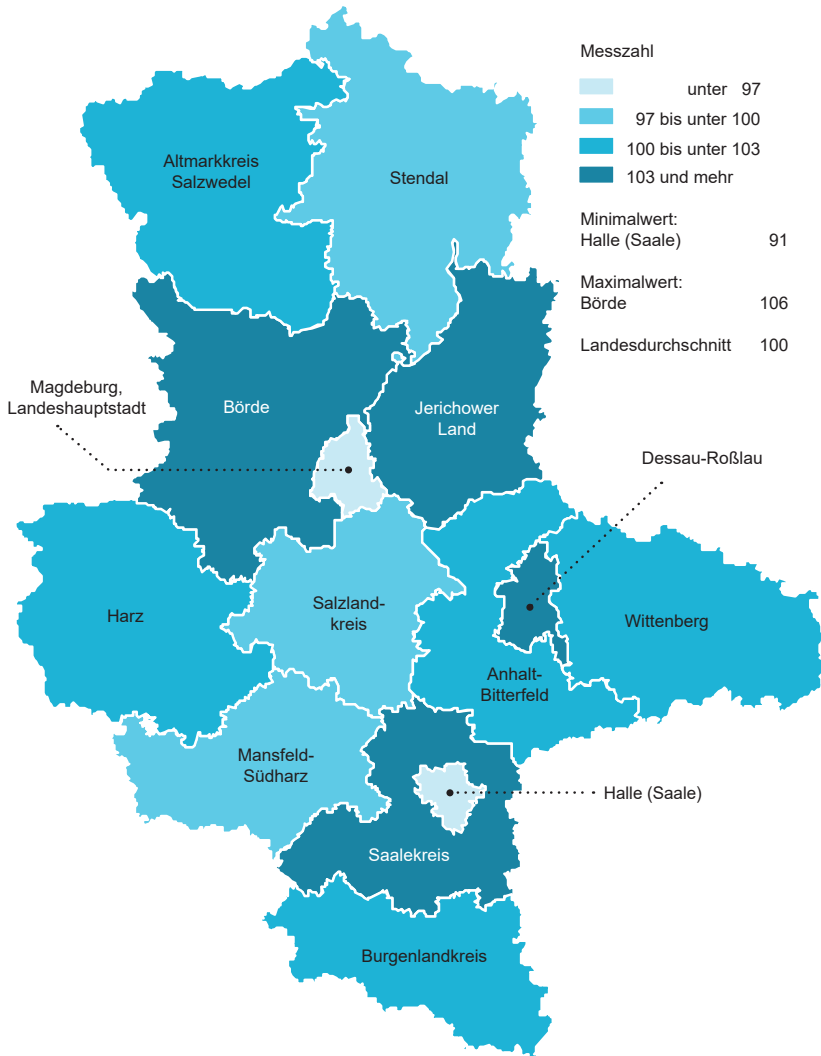 Messzahl
unter 97
97 bis unter 100
100 bis unter 103
103 und mehr
Minimalwert:
Halle (Saale) 91
Maximalwert:
Börde 106
Landesdurchschnitt 100
Altmarkkreis
Salzwedel
Stendal
Magdeburg,
Landeshauptstadt
Börde
Jerichower
Land
Dessau-Roßlau
Harz
Salzland-
kreis
Wittenberg
Anhalt-
Bitterfeld
Mansfeld-
Südharz
Halle (Saale)
Saalekreis
Burgenlandkreis